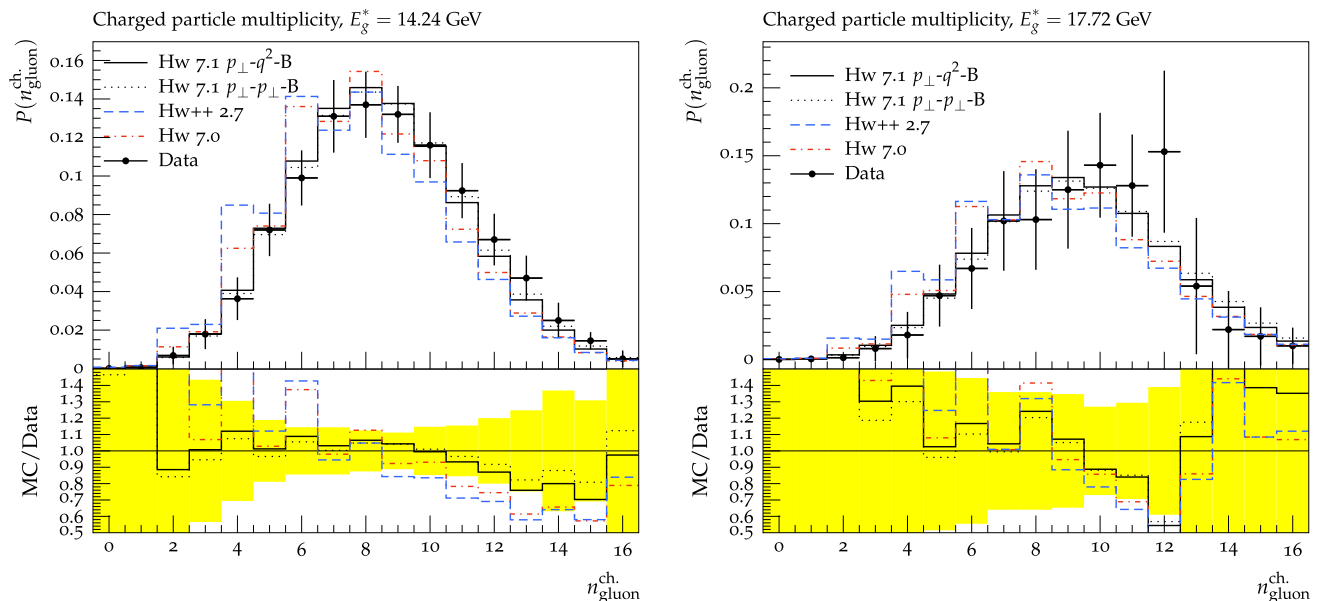 Charged particle multiplicity, E*g = 14.24 GeV
P(n ch. gluon)
Hw 7.1 p⊥-q²-B
Hw 7.1 p⊥-p⊥-B
Hw++ 2.7
Hw 7.0
Data
0.16
0.14
0.12
0.1
0.08
0.06
0.04
0.02
0
MC/Data
1.4
1.3
1.2
1.1
1.0
0.9
0.8
0.7
0.6
0.5
0 2 4 6 8 10 12 14 16
n ch. gluon
Charged particle multiplicity, E*g = 17.72 GeV
P(n ch. gluon)
Hw 7.1 p⊥-q²-B
Hw 7.1 p⊥-p⊥-B
Hw++ 2.7
Hw 7.0
Data
0.2
0.15
0.1
0.05
0
MC/Data
1.4
1.3
1.2
1.1
1.0
0.9
0.8
0.7
0.6
0.5
0 2 4 6 8 10 12 14 16
n ch. gluon